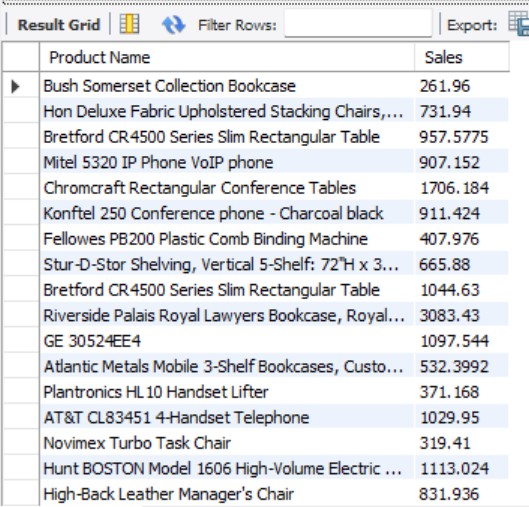 Result Grid Filter Rows: Export:
Product Name Sales
Bush Somerset Collection Bookcase 261.96
Hon Deluxe Fabric Upholstered Stacking Chairs,... 731.94
Bretford CR4500 Series Slim Rectangular Table 957.5775
Mitel 5320 IP Phone VoIP phone 907.152
Chromcraft Rectangular Conference Tables 1706.184
Konftel 250 Conference phone - Charcoal black 911.424
Fellowes PB200 Plastic Comb Binding Machine 407.976
Stur-D-Stor Shelving, Vertical 5-Shelf: 72"H x 3... 665.88
Bretford CR4500 Series Slim Rectangular Table 1044.63
Riverside Palais Royal Lawyers Bookcase, Royal... 3083.43
GE 30524EE4 1097.544
Atlantic Metals Mobile 3-Shelf Bookcases, Custo... 532.3992
Plantronics HL10 Handset Lifter 371.168
AT&T CL83451 4-Handset Telephone 1029.95
Novimex Turbo Task Chair 319.41
Hunt BOSTON Model 1606 High-Volume Electric ... 1113.024
High-Back Leather Manager's Chair 831.936